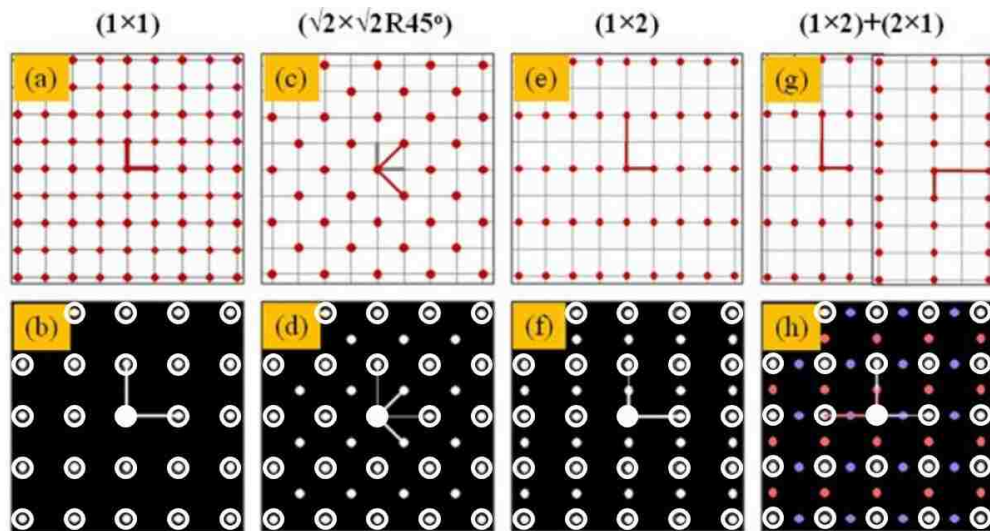 (1×1) (√2×√2R45°) (1×2) (1×2)+(2×1)
(a) (c) (e) (g)
(b) (d) (f) (h)